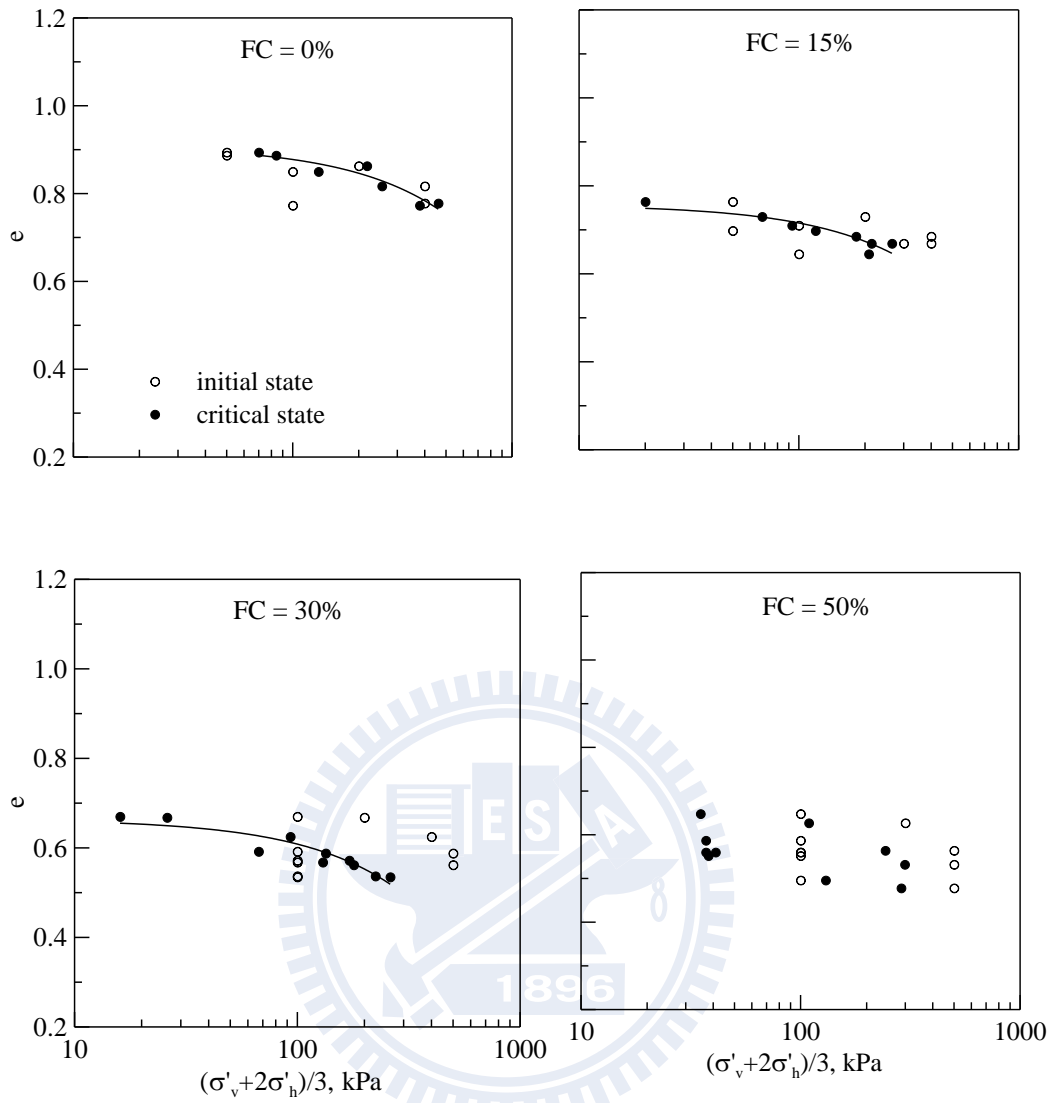 1.2
1.0
0.8
0.6
0.4
0.2
e
FC = 0%
initial state
critical state
FC = 15%
1.2
1.0
0.8
0.6
0.4
0.2
e
FC = 30%
10
100
1000
(σ'v+2σ'h)/3, kPa
FC = 50%
10
100
1000
(σ'v+2σ'h)/3, kPa
E S A
1896